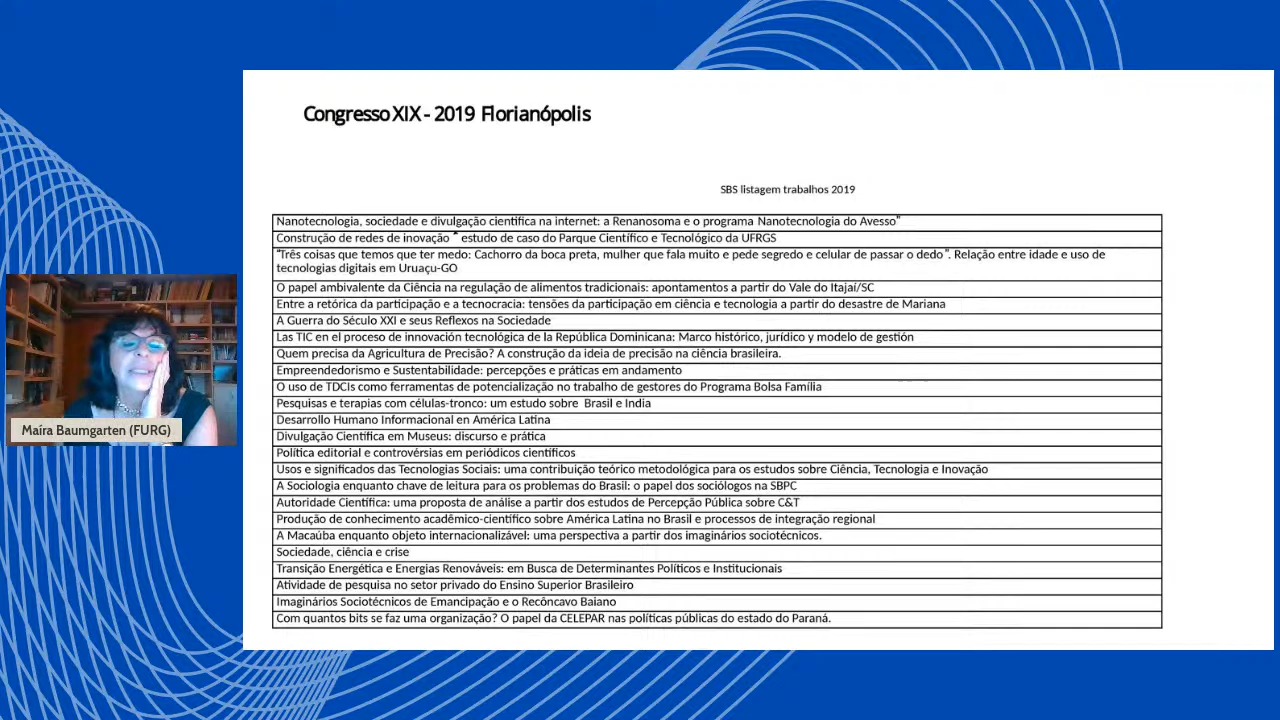 Congresso XIX - 2019 Florianópolis
SBS listagem trabalhos 2019
Nanotecnologia, sociedade e divulgação científica na internet: a Renanosoma e o programa Nanotecnologia do Avesso"
Construção de redes de inovação " estudo de caso do Parque Científico e Tecnológico da UFRGS
"Três coisas que temos que ter medo: Cachorro da boca preta, mulher que fala muito e pede segredo e celular de passar o dedo". Relação entre idade e uso de
tecnologias digitais em Uruaçu-GO
O papel ambivalente da Ciência na regulação de alimentos tradicionais: apontamentos a partir do Vale do Itajaí/SC
Entre a retórica da participação e a tecnocracia: tensões da participação em ciência e tecnologia a partir do desastre de Mariana
A Guerra do Século XXI e seus Reflexos na Sociedade
Las TIC en el proceso de innovación tecnológica de la República Dominicana: Marco histórico, jurídico y modelo de gestión
Quem precisa da Agricultura de Precisão? A construção da ideia de precisão na ciência brasileira.
Empreendedorismo e Sustentabilidade: percepções e práticas em andamento
O uso de TDCIs como ferramentas de potencialização no trabalho de gestores do Programa Bolsa Família
Pesquisas e terapias com células-tronco: um estudo sobre Brasil e India
Desarrollo Humano Informacional en América Latina
Divulgação Científica em Museus: discurso e prática
Política editorial e controvérsias em periódicos científicos
Usos e significados das Tecnologias Sociais: uma contribuição teórico metodológica para os estudos sobre Ciência, Tecnologia e Inovação
A Sociologia enquanto chave de leitura para os problemas do Brasil: o papel dos sociólogos na SBPC
Autoridade Científica: uma proposta de análise a partir dos estudos de Percepção Pública sobre C&T
Produção de conhecimento acadêmico-científico sobre América Latina no Brasil e processos de integração regional
A Macaúba enquanto objeto internacionalizável: uma perspectiva a partir dos imaginários sociotécnicos.
Sociedade, ciência e crise
Transição Energética e Energias Renováveis: em Busca de Determinantes Políticos e Institucionais
Atividade de pesquisa no setor privado do Ensino Superior Brasileiro
Imaginários Sociotécnicos de Emancipação e o Recôncavo Baiano
Com quantos bits se faz uma organização? O papel da CELEPAR nas políticas públicas do estado do Paraná.
Maíra Baumgarten (FURG)